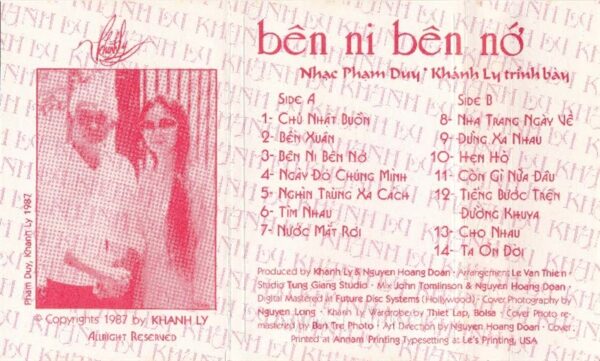 Khánh Ly
bên ni bên nớ
Nhạc Phạm Duy, Khánh Ly trình bày
SIDE A
1- CHỦ NHẬT BUỒN
2- BẾN XUÂN
3- BÊN NI BÊN NỚ
4- NGÀY ĐÓ CHÚNG MÌNH
5- NGHÌN TRÙNG XA CÁCH
6- TÌM NHAU
7- NƯỚC MẮT RƠI
SIDE B
8- NHA TRANG NGÀY VỀ
9- ĐỪNG XA NHAU
10- HẸN HÒ
11- CÒN GÌ NỮA ĐÂU
12- TIẾNG BƯỚC TRÊN
ĐƯỜNG KHUYA
13- CHO NHAU
14- TẠ ƠN ĐỜI
Phạm Duy, Khanh Ly 1987
© Copyrights 1987 by KHANH LY
ALLRIGHT RESERVED
Produced by Khanh Ly & Nguyen Hoang Doan • Arrangement Le Van Thien •
Studio Tung Giang Studio • Mix John Tomlinson & Nguyen Hoang Doan •
Digital Mastered at Future Disc Systems (Hollywood) • Cover Photography by
Nguyen Long • Khánh Ly Wardrobe by Thiet Lap, Bolsa • Cover Photo re-
mastered by Ban Tre Photo • Art Direction by Nguyen Hoang Doan • Cover
Printed at Annam Printing Typesetting at Le's Printing, USA